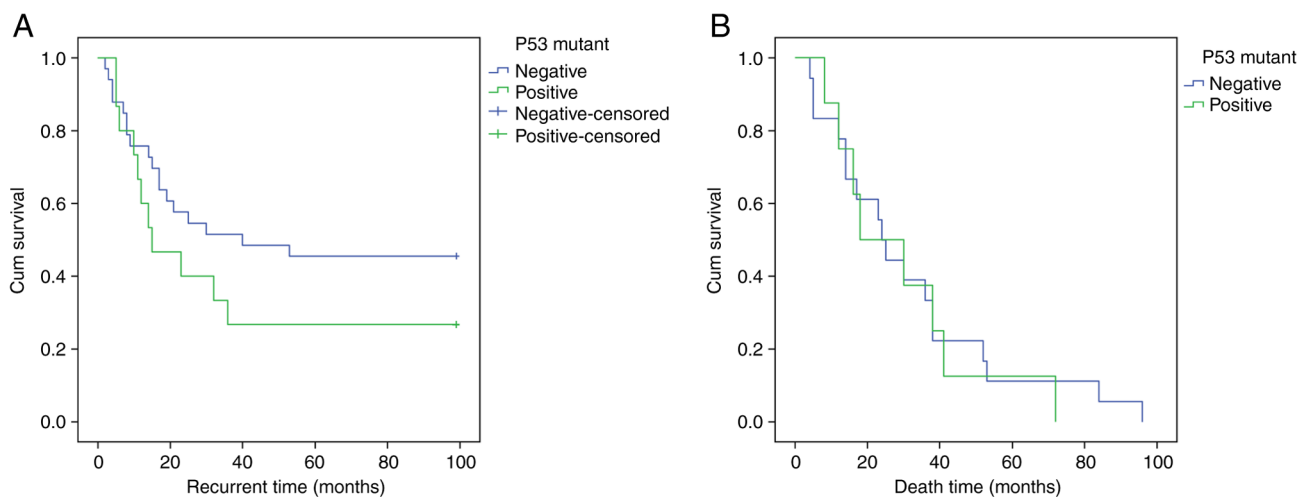 A
P53 mutant
Negative
Positive
Negative-censored
Positive-censored
1.0
0.8
0.6
0.4
0.2
0.0
Cum survival
0 20 40 60 80 100
Recurrent time (months)
B
P53 mutant
Negative
Positive
1.0
0.8
0.6
0.4
0.2
0.0
Cum survival
0 20 40 60 80 100
Death time (months)